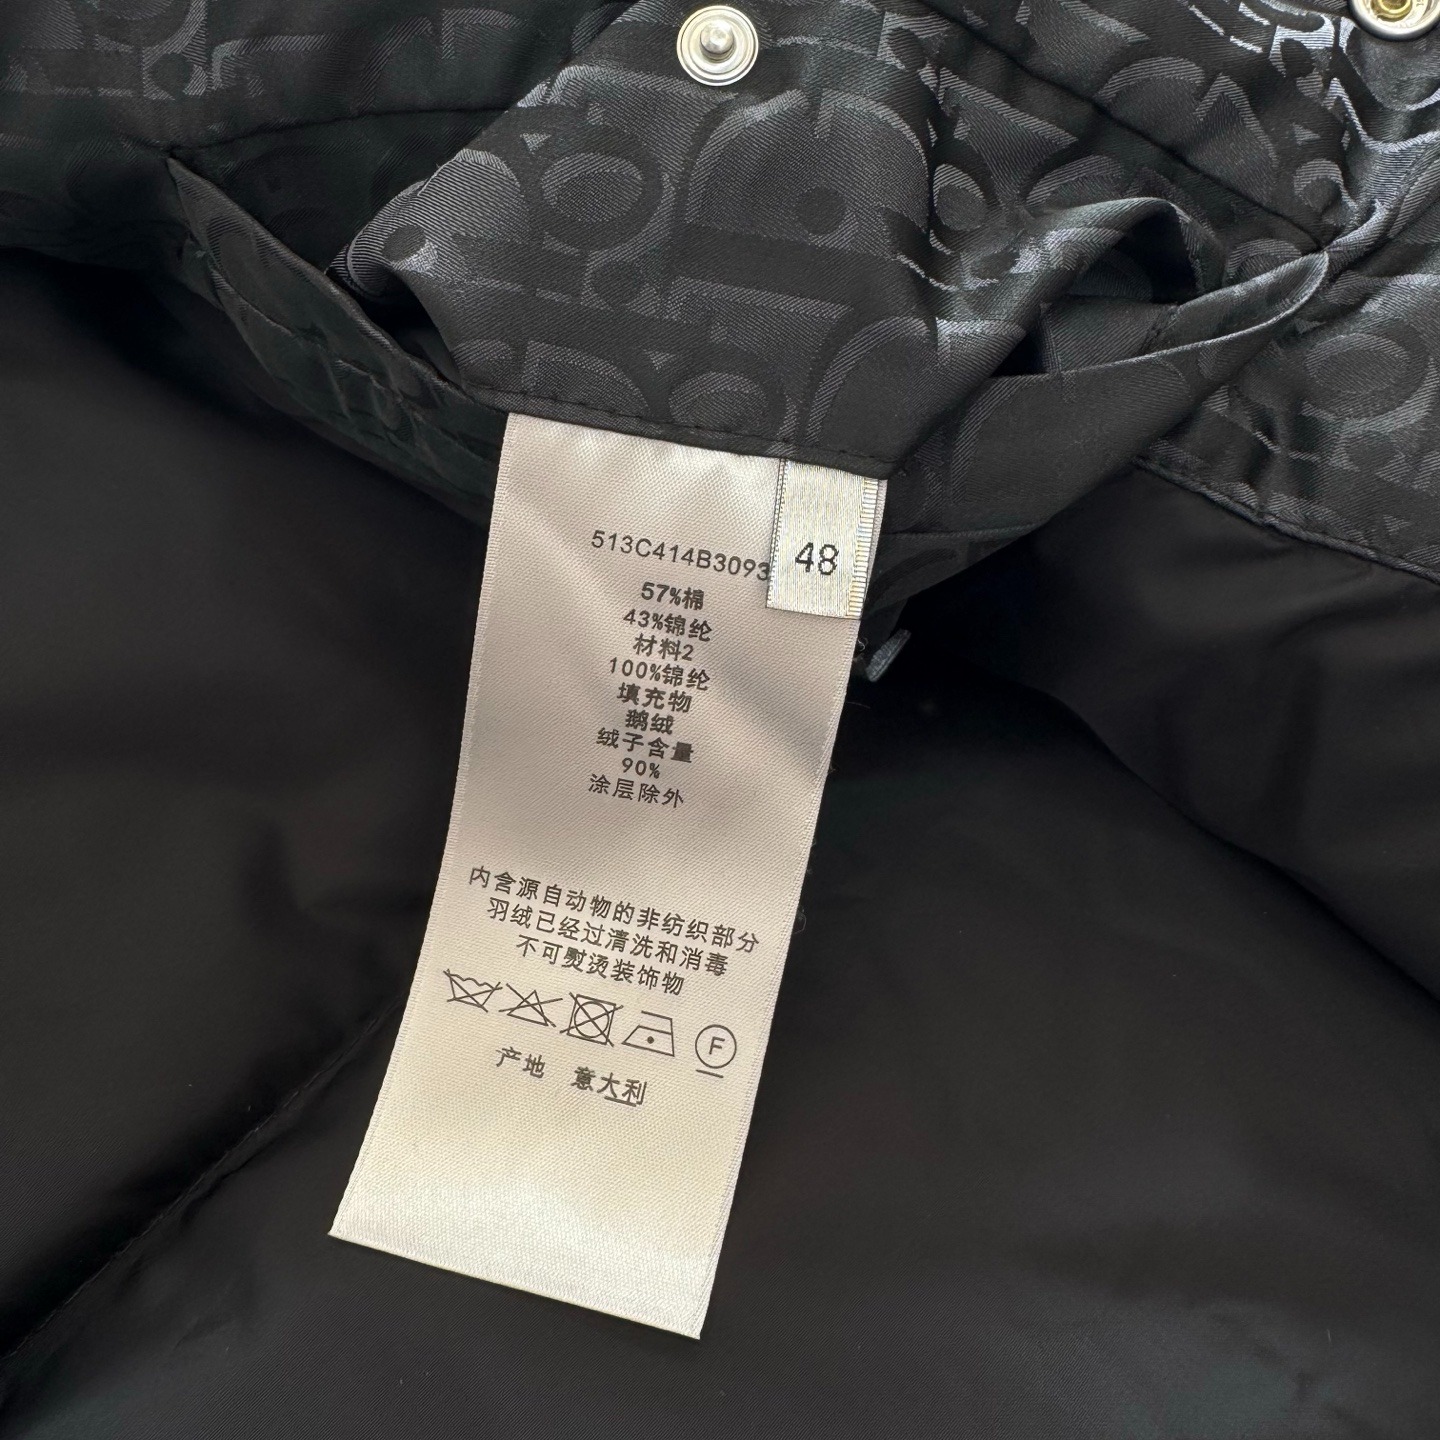 513C414B3093
48
57%棉
43%锦纶
材料2
100%锦纶
填充物
鹅绒
绒子含量
90%
涂层除外
内含源自动物的非纺织部分
羽绒已经过清洗和消毒
不可熨烫装饰物
F
产地 意大利